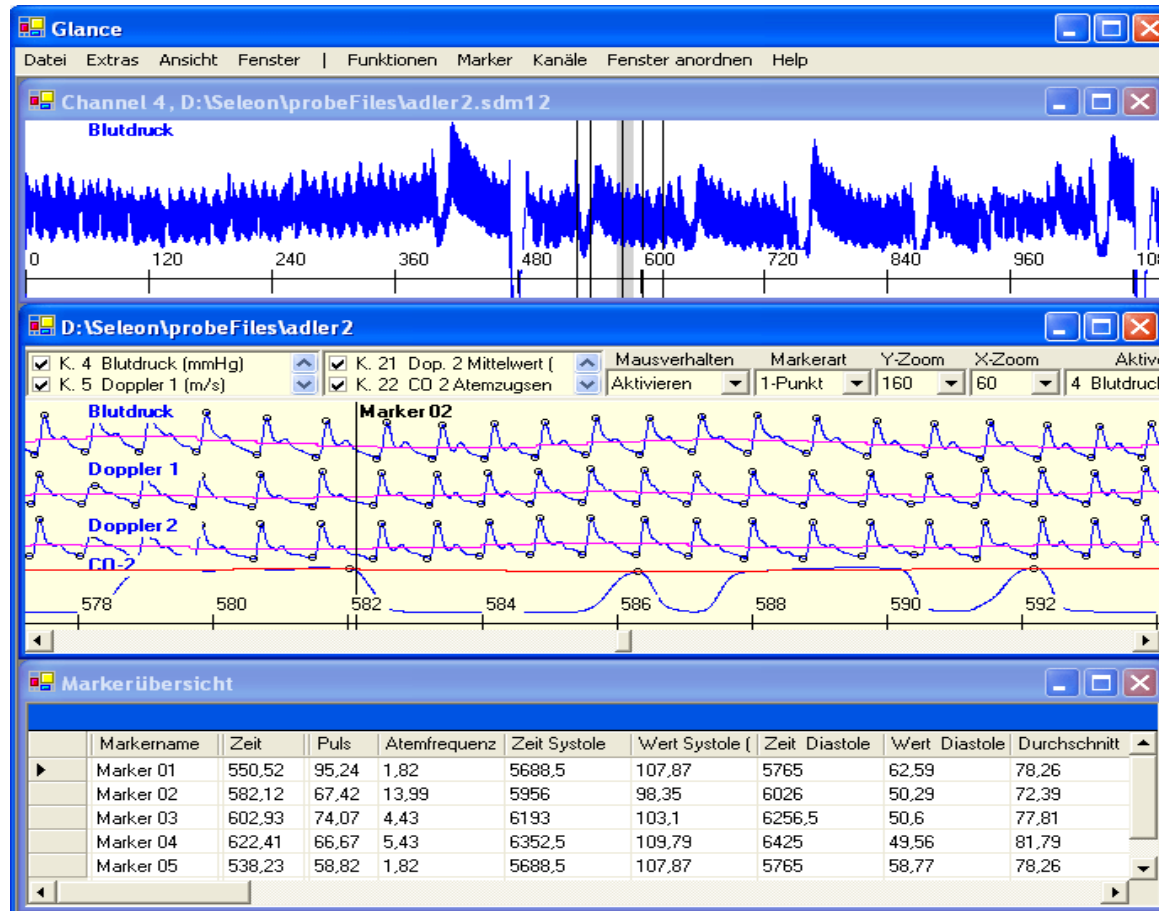 Glance
Datei Extras Ansicht Fenster | Funktionen Marker Kanäle Fenster anordnen Help
Channel 4, D:\Seleon\probeFiles\adler2.sdm12
Blutdruck
0 120 240 360 480 600 720 840 960 108
D:\Seleon\probeFiles\adler2
K. 4 Blutdruck (mmHg) K. 21 Dop. 2 Mittelwert ( Mausverhalten Markerart Y-Zoom X-Zoom Aktive
K. 5 Doppler 1 (m/s) K. 22 CO 2 Atemzugsen Aktivieren 1-Punkt 160 60 4 Blutdruck
Blutdruck Marker 02
Doppler 1
Doppler 2
CO-2
578 580 582 584 586 588 590 592
Markerübersicht
Markername Zeit Puls Atemfrequenz Zeit Systole Wert Systole ( Zeit Diastole Wert Diastole Durchschnitt
Marker 01 550,52 95,24 1,82 5688,5 107,87 5765 62,59 78,26
Marker 02 582,12 67,42 13,99 5956 98,35 6026 50,29 72,39
Marker 03 602,93 74,07 4,43 6193 103,1 6256,5 50,6 77,81
Marker 04 622,41 66,67 5,43 6352,5 109,79 6425 49,56 81,79
Marker 05 538,23 58,82 1,82 5688,5 107,87 5765 58,77 78,26